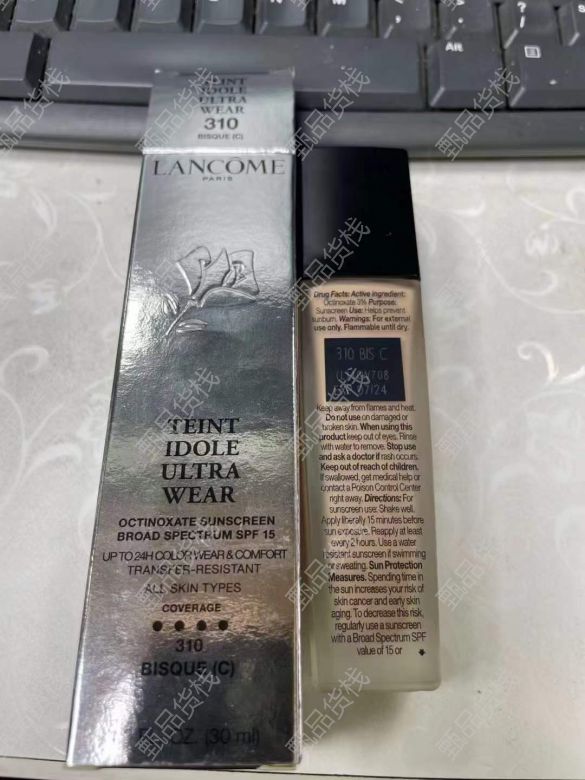 TEINT
IDOLE
ULTRA
WEAR
310
BISQUE (C)
LANCÔME
PARIS
TEINT
IDOLE
ULTRA
WEAR
OCTINOXATE SUNSCREEN
BROAD SPECTRUM SPF 15
UP TO 24H COLOR WEAR & COMFORT
TRANSFER-RESISTANT
ALL SKIN TYPES
COVERAGE
310
BISQUE (C)
OZ. (30 ml)
Drug Facts: Active ingredient:
Octinoxate 3% Purpose:
Sunscreen Use: Helps prevent
sunburn. Warnings: For external
use only. Flammable until dry.
310 BIS C
07/24
Keep away from flames and heat.
Do not use on damaged or
broken skin. When using this
product keep out of eyes. Rinse
with water to remove. Stop use
and ask a doctor if rash occurs.
Keep out of reach of children.
If swallowed, get medical help or
contact a Poison Control Center
right away. Directions: For
sunscreen use: Shake well.
Apply liberally 15 minutes before
sun exposure. Reapply at least
every 2 hours. Use a water
resistant sunscreen if swimming
or sweating. Sun Protection
Measures. Spending time in
the sun increases your risk of
skin cancer and early skin
aging. To decrease this risk,
regularly use a sunscreen
with a Broad Spectrum SPF
value of 15 or
AR
甄品货栈